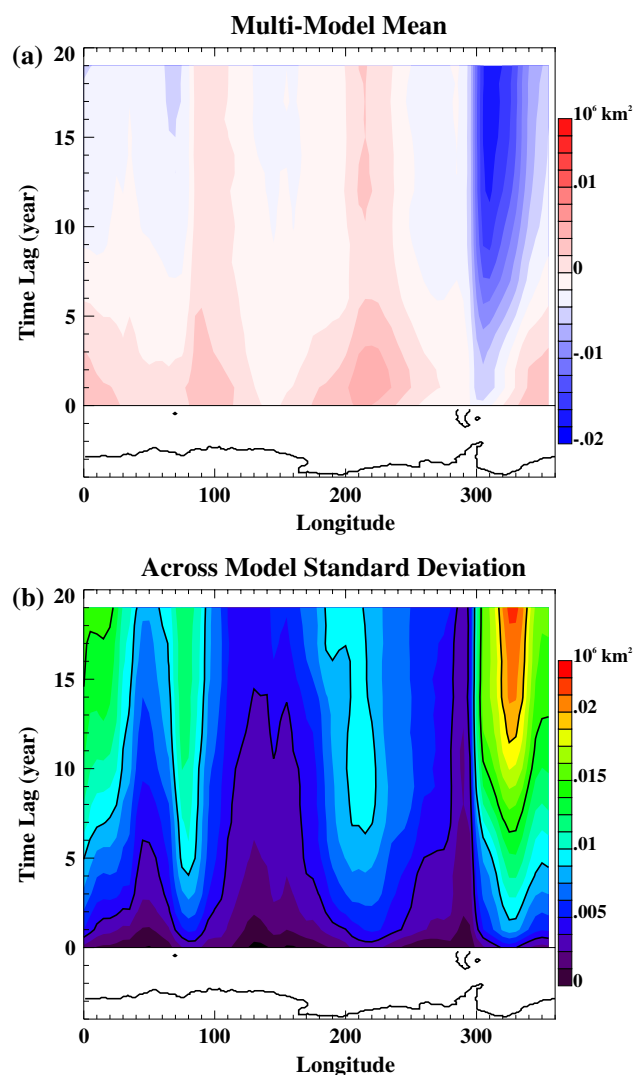 Multi-Model Mean
(a)
20
15
10
5
0
Time Lag (year)
10⁶ km²
.01
0
-.01
-.02
0 100 200 300
Longitude
Across Model Standard Deviation
(b)
20
15
10
5
0
Time Lag (year)
10⁶ km²
.02
.015
.01
.005
0
0 100 200 300
Longitude